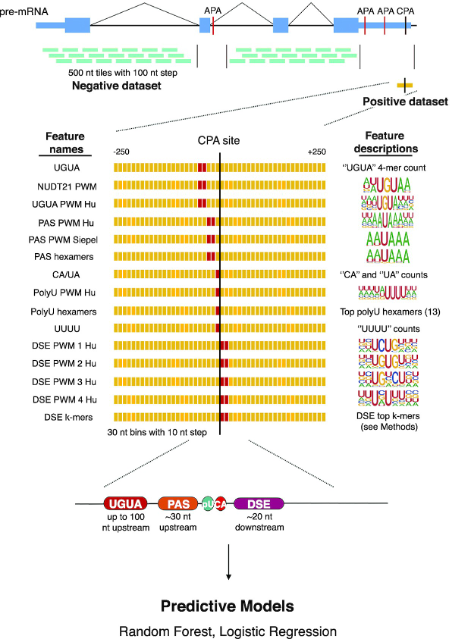 pre-mRNA
APA
APA APA CPA
500 nt tiles with 100 nt step
Negative dataset
Positive dataset
Feature
names
CPA site
Feature
descriptions
-250
+250
UGUA
"UGUA" 4-mer count
NUDT21 PWM
UGUA PWM Hu
PAS PWM Hu
PAS PWM Siepel
PAS hexamers
CA/UA
"CA" and "UA" counts
PolyU PWM Hu
PolyU hexamers
Top polyU hexamers (13)
UUUU
"UUUU" counts
DSE PWM 1 Hu
DSE PWM 2 Hu
DSE PWM 3 Hu
DSE PWM 4 Hu
DSE k-mers
DSE top k-mers
(see Methods)
30 nt bins with 10 nt step
UGUA
PAS
CA
DSE
up to 100
nt upstream
~30 nt
upstream
~20 nt
downstream
Predictive Models
Random Forest, Logistic Regression